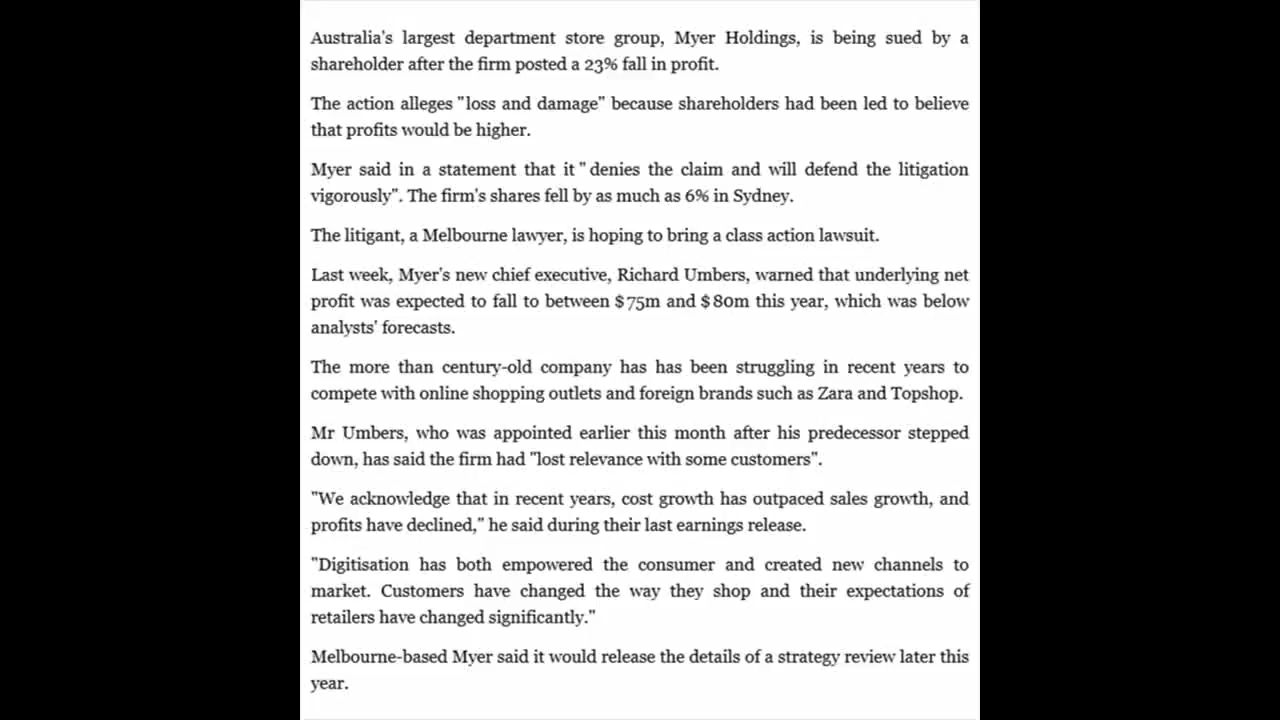 Australia's largest department store group, Myer Holdings, is being sued by a
shareholder after the firm posted a 23% fall in profit.
The action alleges "loss and damage" because shareholders had been led to believe
that profits would be higher.
Myer said in a statement that it "denies the claim and will defend the litigation
vigorously". The firm's shares fell by as much as 6% in Sydney.
The litigant, a Melbourne lawyer, is hoping to bring a class action lawsuit.
Last week, Myer's new chief executive, Richard Umbers, warned that underlying net
profit was expected to fall to between $75m and $80m this year, which was below
analysts' forecasts.
The more than century-old company has has been struggling in recent years to
compete with online shopping outlets and foreign brands such as Zara and Topshop.
Mr Umbers, who was appointed earlier this month after his predecessor stepped
down, has said the firm had "lost relevance with some customers".
"We acknowledge that in recent years, cost growth has outpaced sales growth, and
profits have declined," he said during their last earnings release.
"Digitisation has both empowered the consumer and created new channels to
market. Customers have changed the way they shop and their expectations of
retailers have changed significantly."
Melbourne-based Myer said it would release the details of a strategy review later this
year.